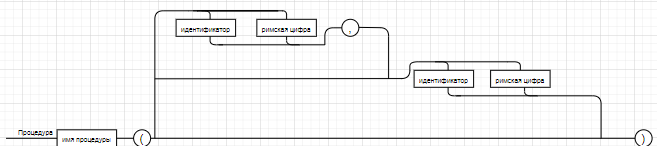 идентификатор римская цифра ,
идентификатор римская цифра
Процедура имя процедуры ( )